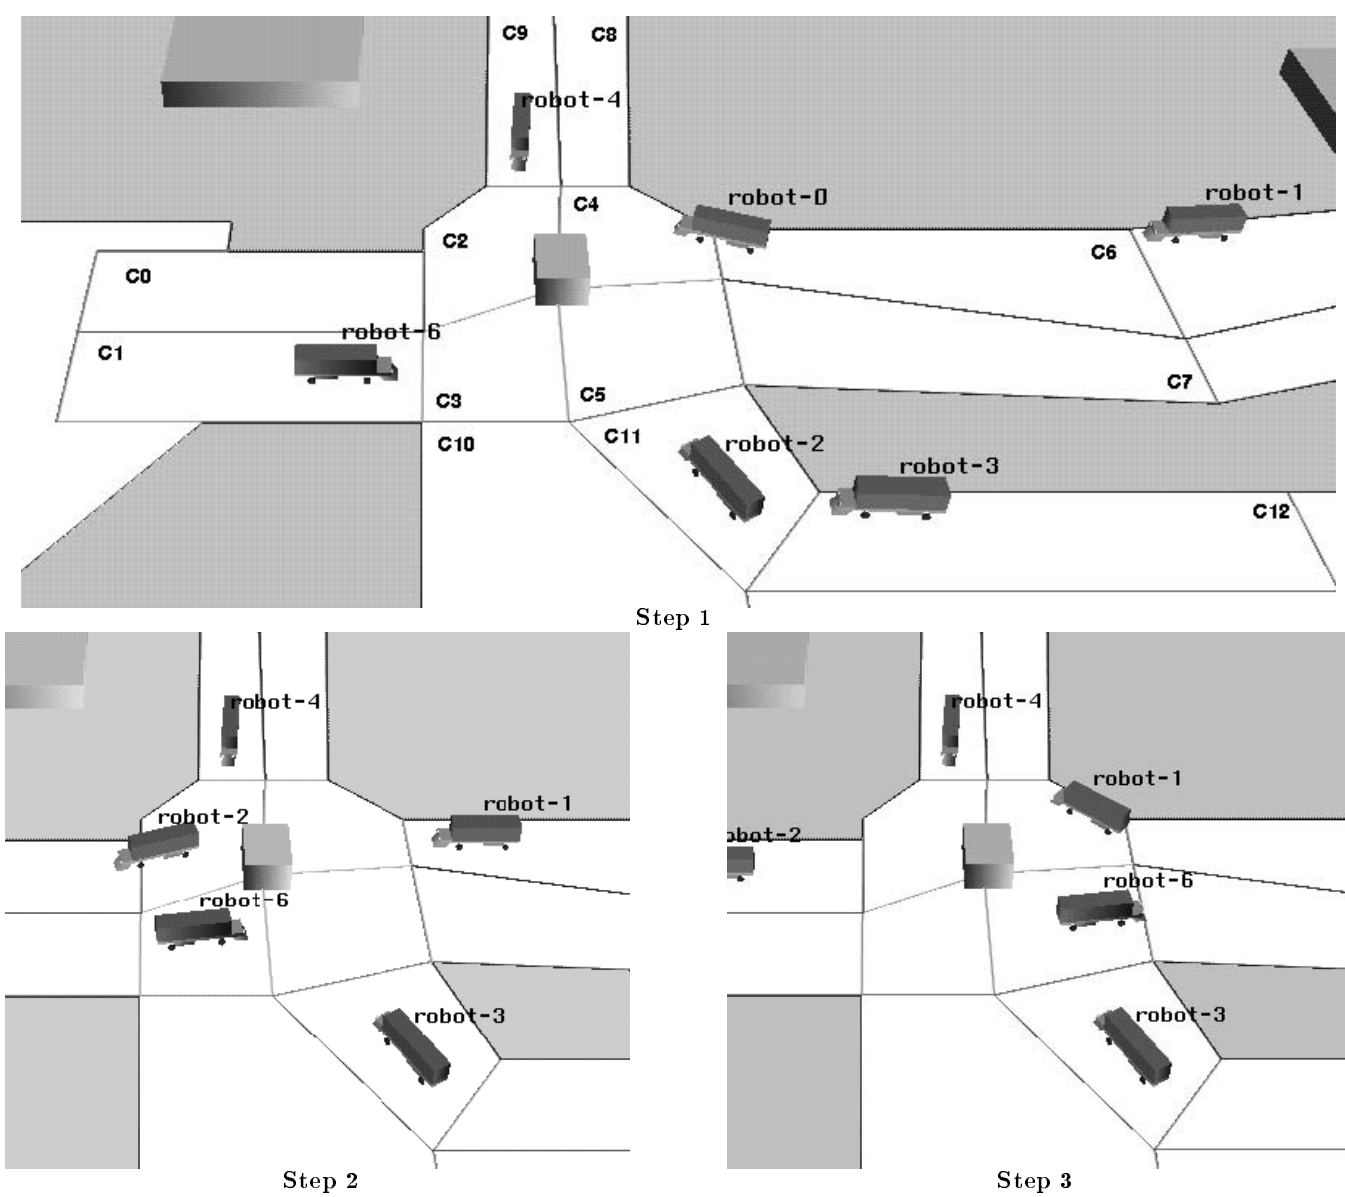 C9 C8
robot-4
robot-0 robot-1
C4
C2 C6
C0
robot-6
C1 C7
C3 C5
C10 C11 robot-2
robot-3
C12
Step 1
robot-4
robot-2 robot-1
robot-6
robot-3
Step 2
robot-4
robot-1
obot-2
robot-6
robot-3
Step 3